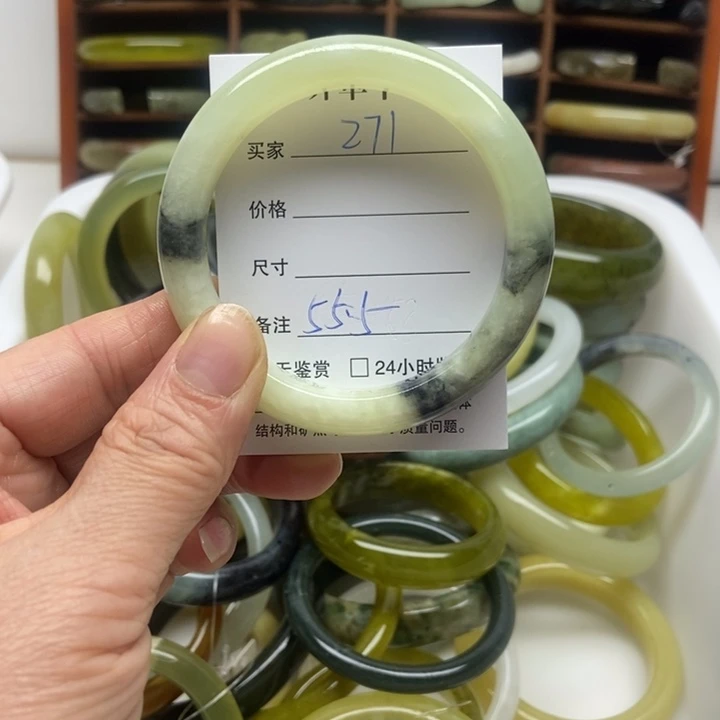 买家 271
价格
尺寸
备注 55.5
鉴赏 □ 24小时
结构和 质量问题。